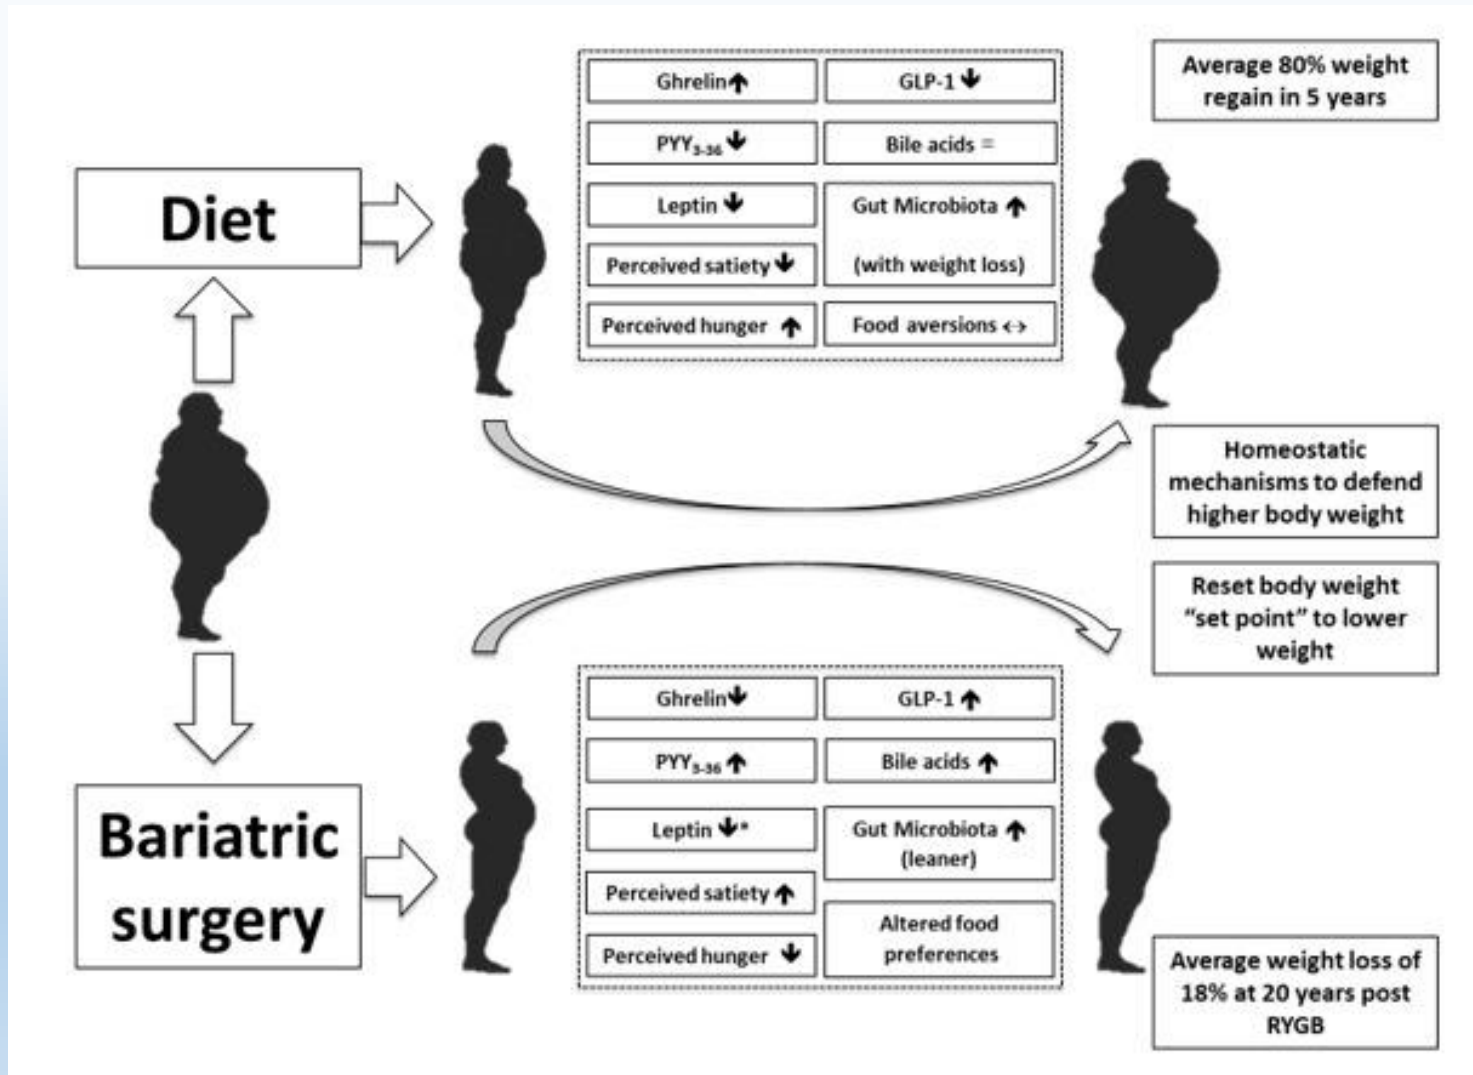 Diet
Ghrelin↑
GLP-1 ↓
PYY₃₋₃₆ ↓
Bile acids =
Leptin ↓
Gut Microbiota ↑
(with weight loss)
Perceived satiety ↓
Perceived hunger ↑
Food aversions ↔
Average 80% weight
regain in 5 years
Homeostatic
mechanisms to defend
higher body weight
Reset body weight
“set point” to lower
weight
Bariatric
surgery
Ghrelin↓
GLP-1 ↑
PYY₃₋₃₆ ↑
Bile acids ↑
Leptin ↓*
Gut Microbiota ↑
(leaner)
Perceived satiety ↑
Perceived hunger ↓
Altered food
preferences
Average weight loss of
18% at 20 years post
RYGB